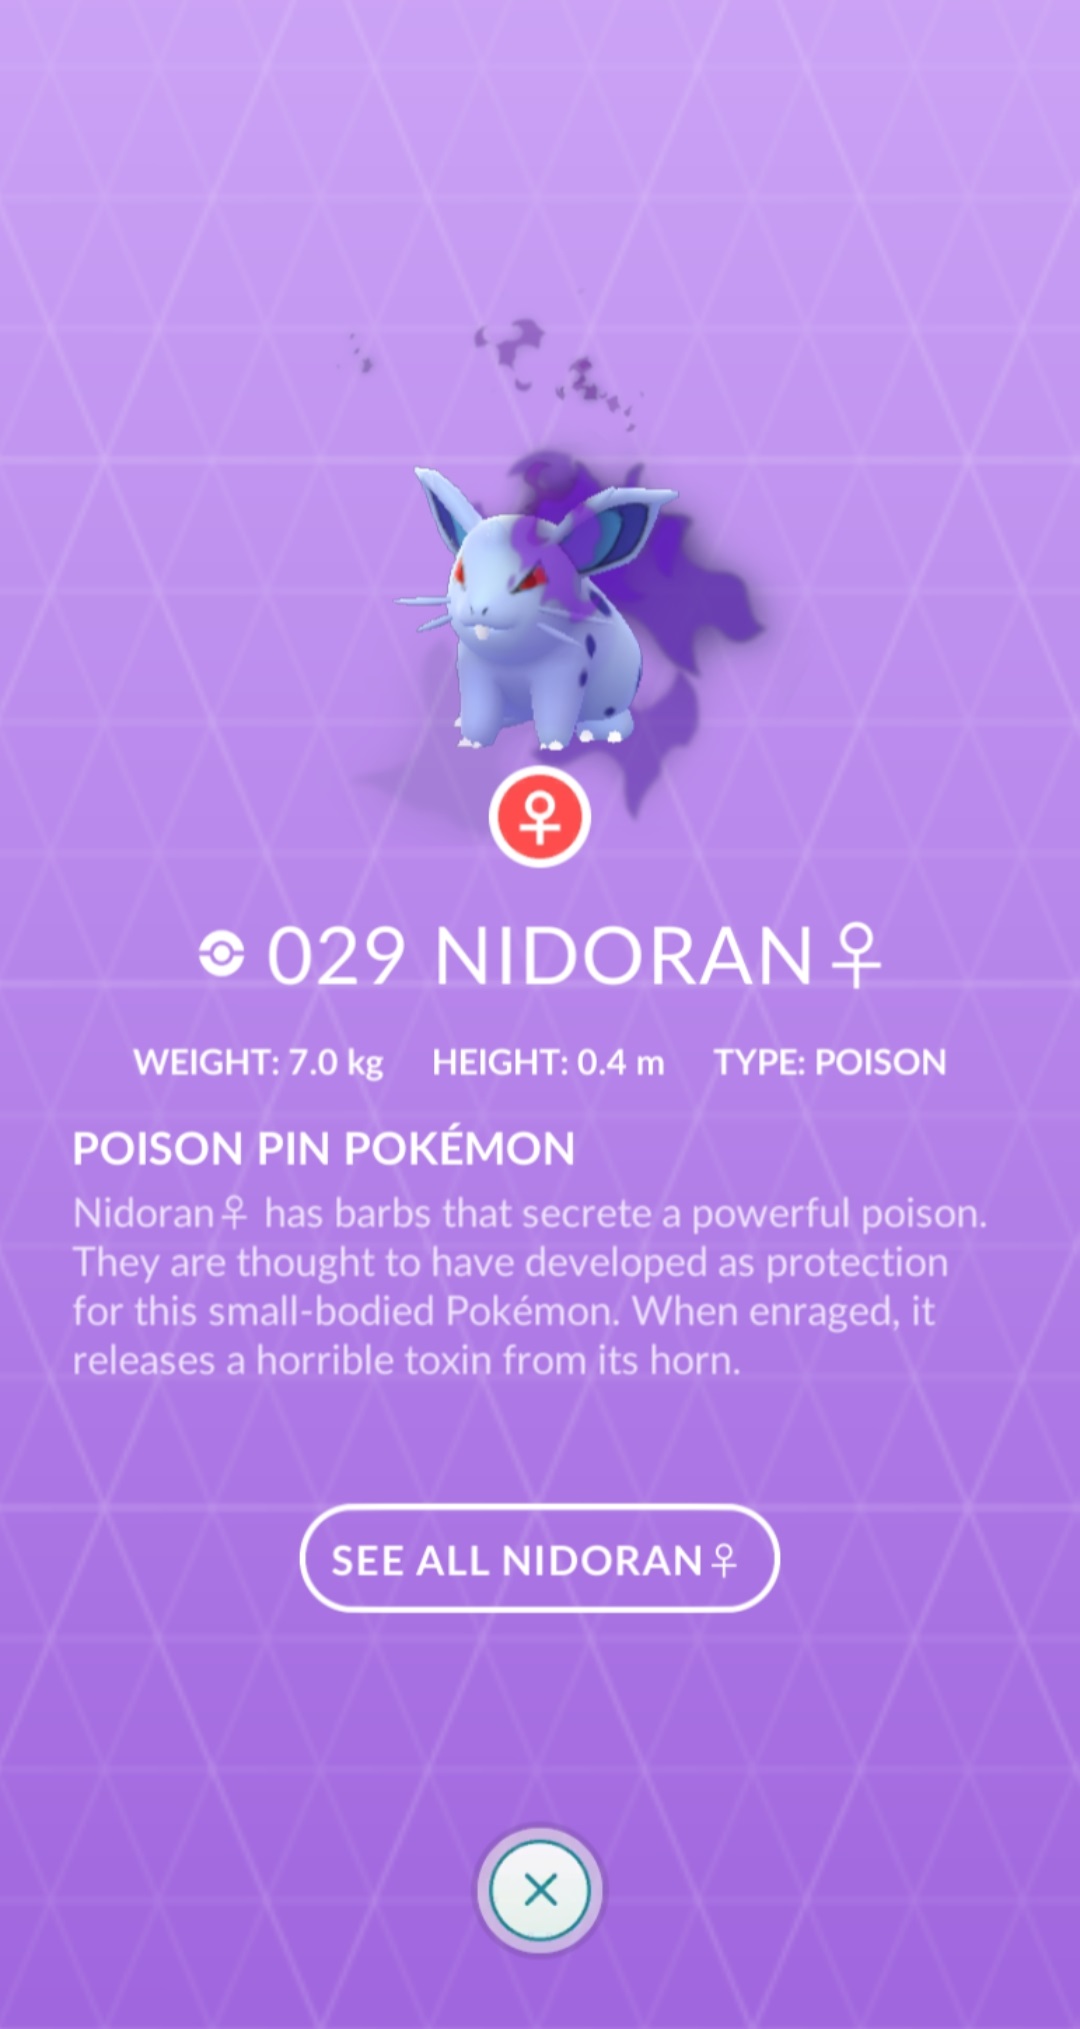 029 NIDORAN♀
WEIGHT: 7.0 kg HEIGHT: 0.4 m TYPE: POISON
POISON PIN POKÉMON
Nidoran♀ has barbs that secrete a powerful poison.
They are thought to have developed as protection
for this small-bodied Pokémon. When enraged, it
releases a horrible toxin from its horn.
SEE ALL NIDORAN♀